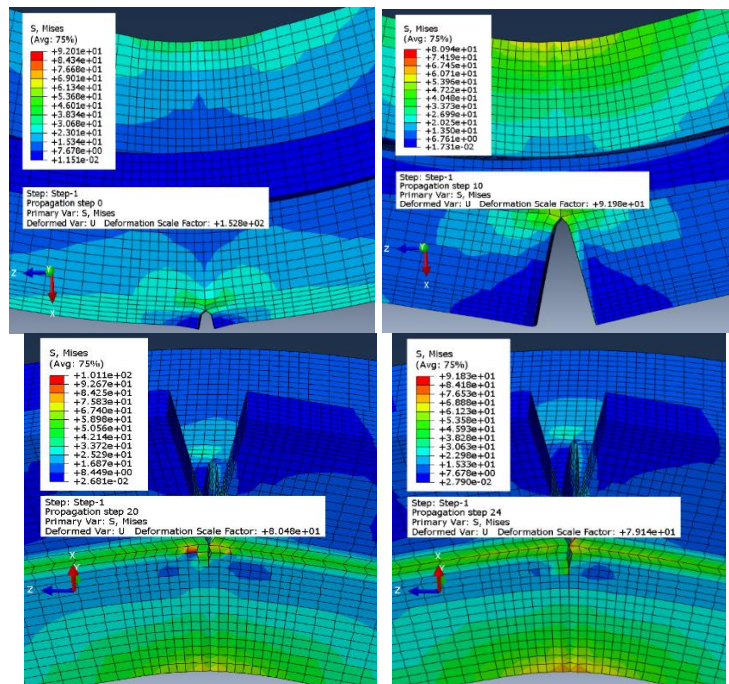 S, Mises
(Avg: 75%)
+9.201e+01
+8.434e+01
+7.668e+01
+6.901e+01
+6.134e+01
+5.368e+01
+4.601e+01
+3.834e+01
+3.068e+01
+2.301e+01
+1.534e+01
+7.678e+00
+1.151e-02
Step: Step-1
Propagation step 0
Primary Var: S, Mises
Deformed Var: U Deformation Scale Factor: +1.528e+02
Z
Y
X
S, Mises
(Avg: 75%)
+8.094e+01
+7.419e+01
+6.745e+01
+6.071e+01
+5.396e+01
+4.722e+01
+4.048e+01
+3.373e+01
+2.699e+01
+2.025e+01
+1.350e+01
+6.761e+00
+1.731e-02
Step: Step-1
Propagation step 10
Primary Var: S, Mises
Deformed Var: U Deformation Scale Factor: +9.198e+01
Z
Y
X
S, Mises
(Avg: 75%)
+1.011e+02
+9.267e+01
+8.425e+01
+7.583e+01
+6.740e+01
+5.898e+01
+5.056e+01
+4.214e+01
+3.372e+01
+2.529e+01
+1.687e+01
+8.449e+00
+2.681e-02
Step: Step-1
Propagation step 20
Primary Var: S, Mises
Deformed Var: U Deformation Scale Factor: +8.048e+01
X
Y
Z
S, Mises
(Avg: 75%)
+9.183e+01
+8.418e+01
+7.653e+01
+6.888e+01
+6.123e+01
+5.358e+01
+4.593e+01
+3.828e+01
+3.063e+01
+2.298e+01
+1.533e+01
+7.678e+00
+2.790e-02
Step: Step-1
Propagation step 24
Primary Var: S, Mises
Deformed Var: U Deformation Scale Factor: +7.914e+01
X
Y
Z